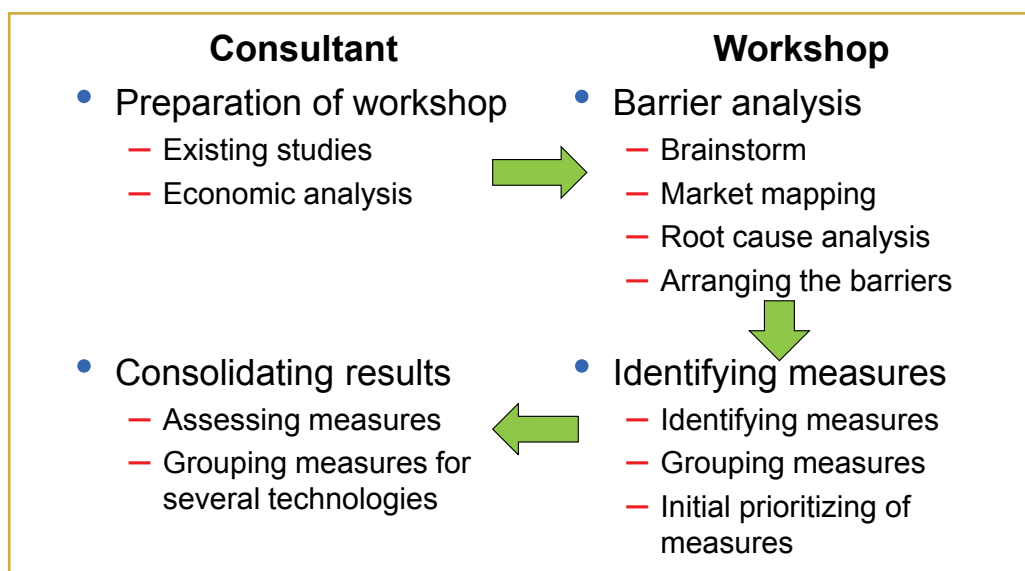 Consultant
• Preparation of workshop
– Existing studies
– Economic analysis
Workshop
• Barrier analysis
– Brainstorm
– Market mapping
– Root cause analysis
– Arranging the barriers
• Identifying measures
– Identifying measures
– Grouping measures
– Initial prioritizing of
measures
• Consolidating results
– Assessing measures
– Grouping measures for
several technologies